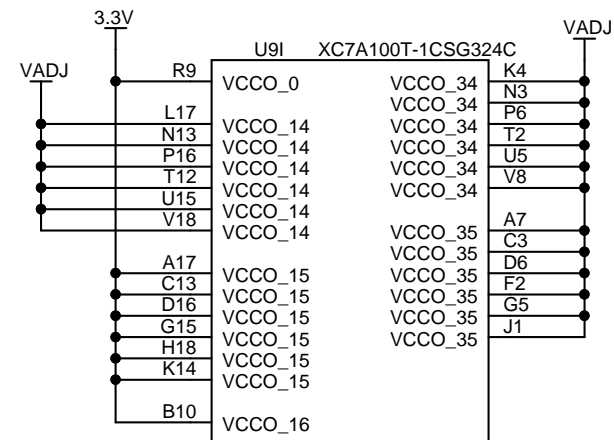 3.3V
VADJ
U9I XC7A100T-1CSG324C
VADJ
R9 VCCO_0
L17 VCCO_14
N13 VCCO_14
P16 VCCO_14
T12 VCCO_14
U15 VCCO_14
V18 VCCO_14
A17 VCCO_15
C13 VCCO_15
D16 VCCO_15
G15 VCCO_15
H18 VCCO_15
K14 VCCO_15
B10 VCCO_16
VCCO_34 K4
VCCO_34 N3
VCCO_34 P6
VCCO_34 T2
VCCO_34 U5
VCCO_34 V8
VCCO_35 A7
VCCO_35 C3
VCCO_35 D6
VCCO_35 F2
VCCO_35 G5
VCCO_35 J1